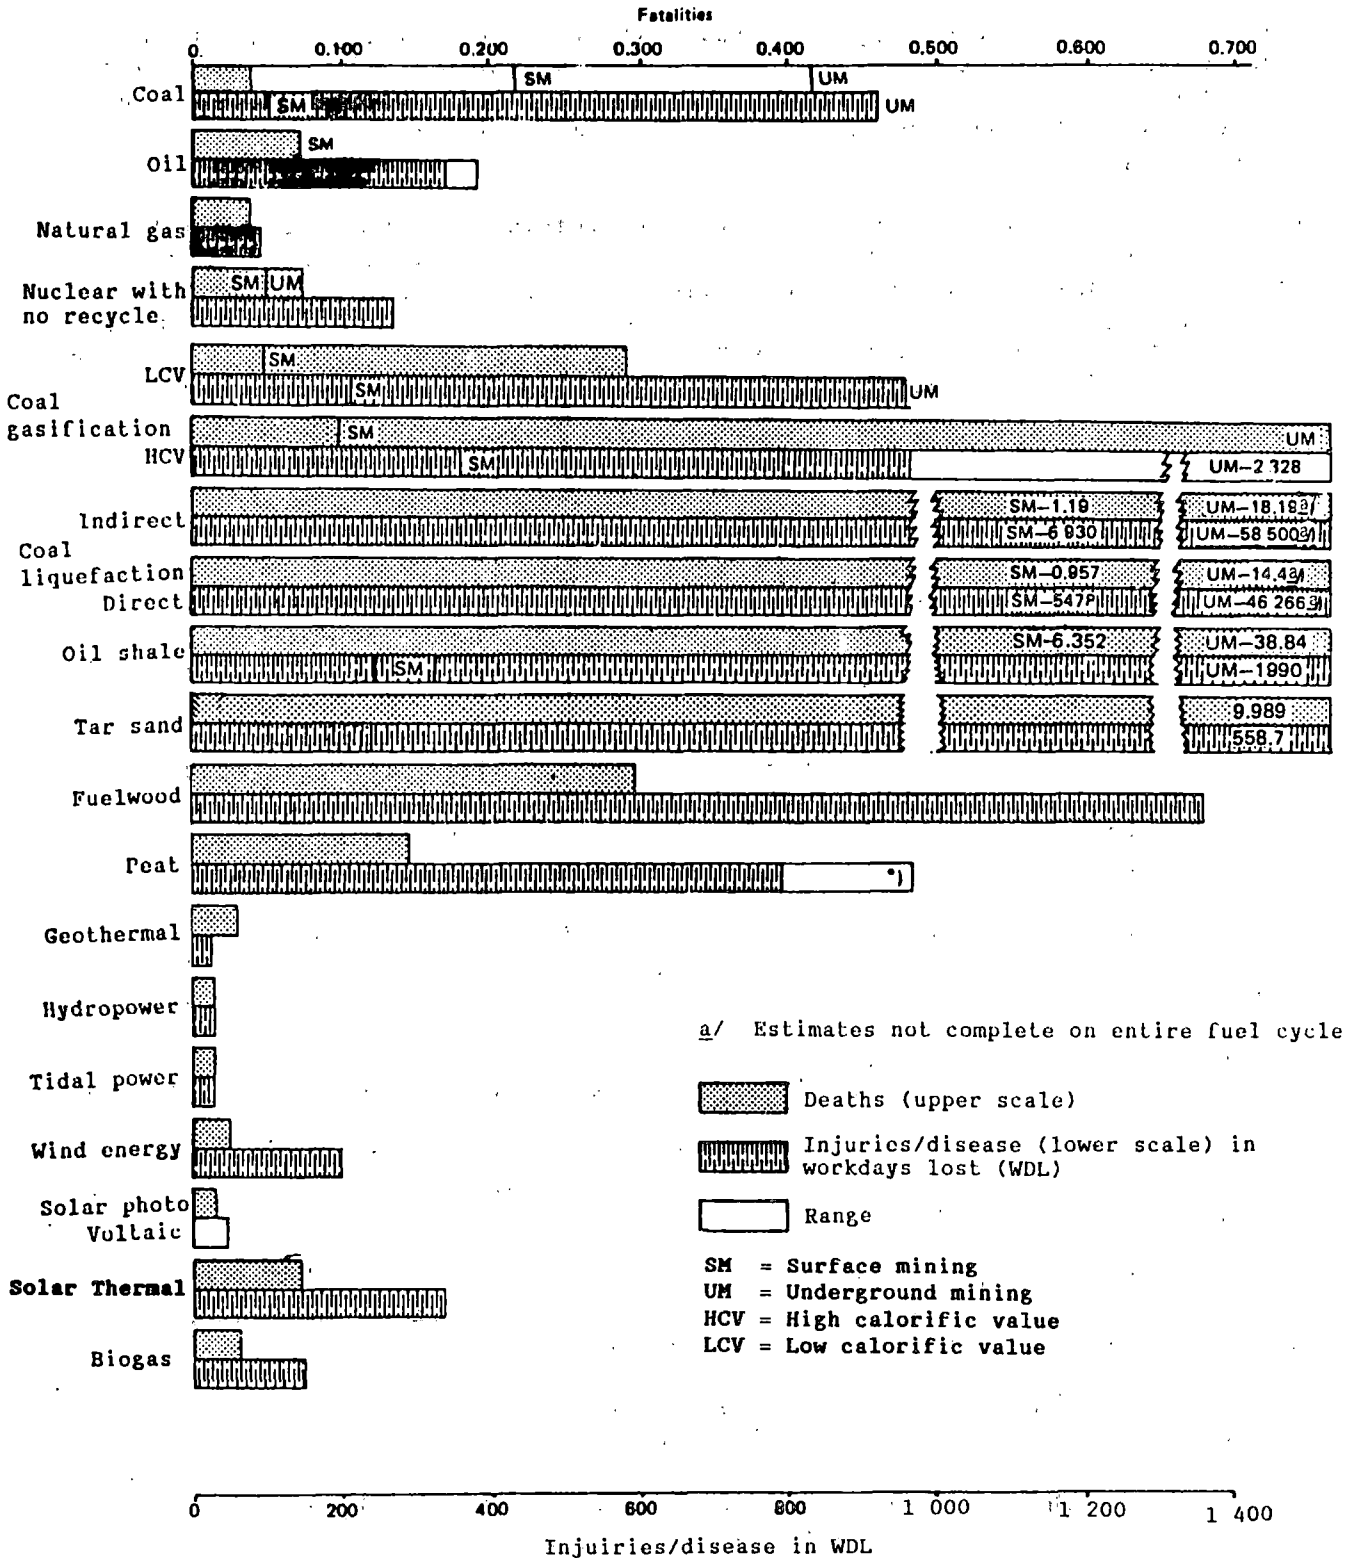 Fatalities
0. 0.100 0.200 0.300 0.400 0.500 0.600 0.700
SM UM
Coal
SM UM
SM
Oil
Natural gas
SM UM
Nuclear with
no recycle
SM
LCV
SM UM
Coal
gasification
SM UM
HCV
SM UM-2 328
Indirect
SM-1.19
SM-6 930 UM-58 500a/
Coal
liquefaction
SM-0.957 UM-14.4a/
Direct
UM-46 266a/
Oil shale
SM-6.352 UM-38.84
SM UM-1990
Tar sand
9.989
558.7
Fuelwood
Peat
*)
Geothermal
Hydropower
Tidal power
Wind energy
Solar photo
Voltaic
Solar Thermal
Biogas
a/ Estimates not complete on entire fuel cycle
Deaths (upper scale)
Injuries/disease (lower scale) in
workdays lost (WDL)
Range
SM = Surface mining
UM = Underground mining
HCV = High calorific value
LCV = Low calorific value
0 200 400 600 800 1 000 1 200 1 400
Injuiries/disease in WDL